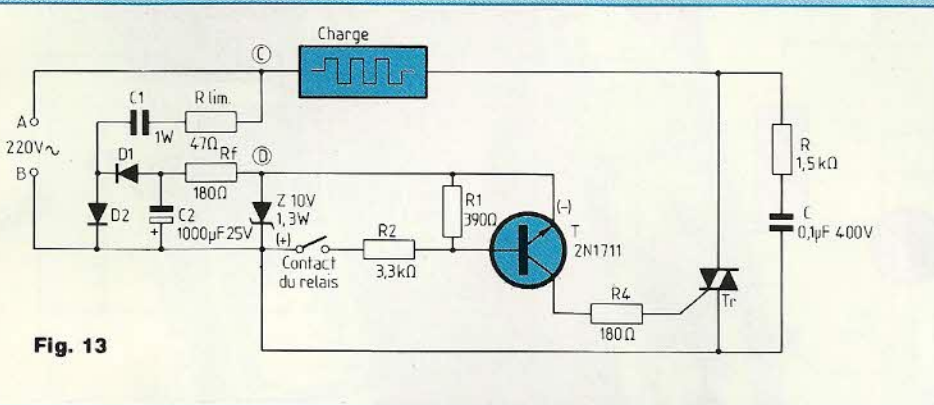 Charge
C
C1
R lim.
A
1W
47Ω
220V~
D1
Rf
D
R
1,5kΩ
B
180Ω
Z 10V
1,3W
R1
390Ω
(-)
D2
C2
1000µF 25V
+
(+)
R2
T
2N1711
C
0,1µF 400V
Contact
du relais
3,3kΩ
R4
Tr
180Ω
Fig. 13